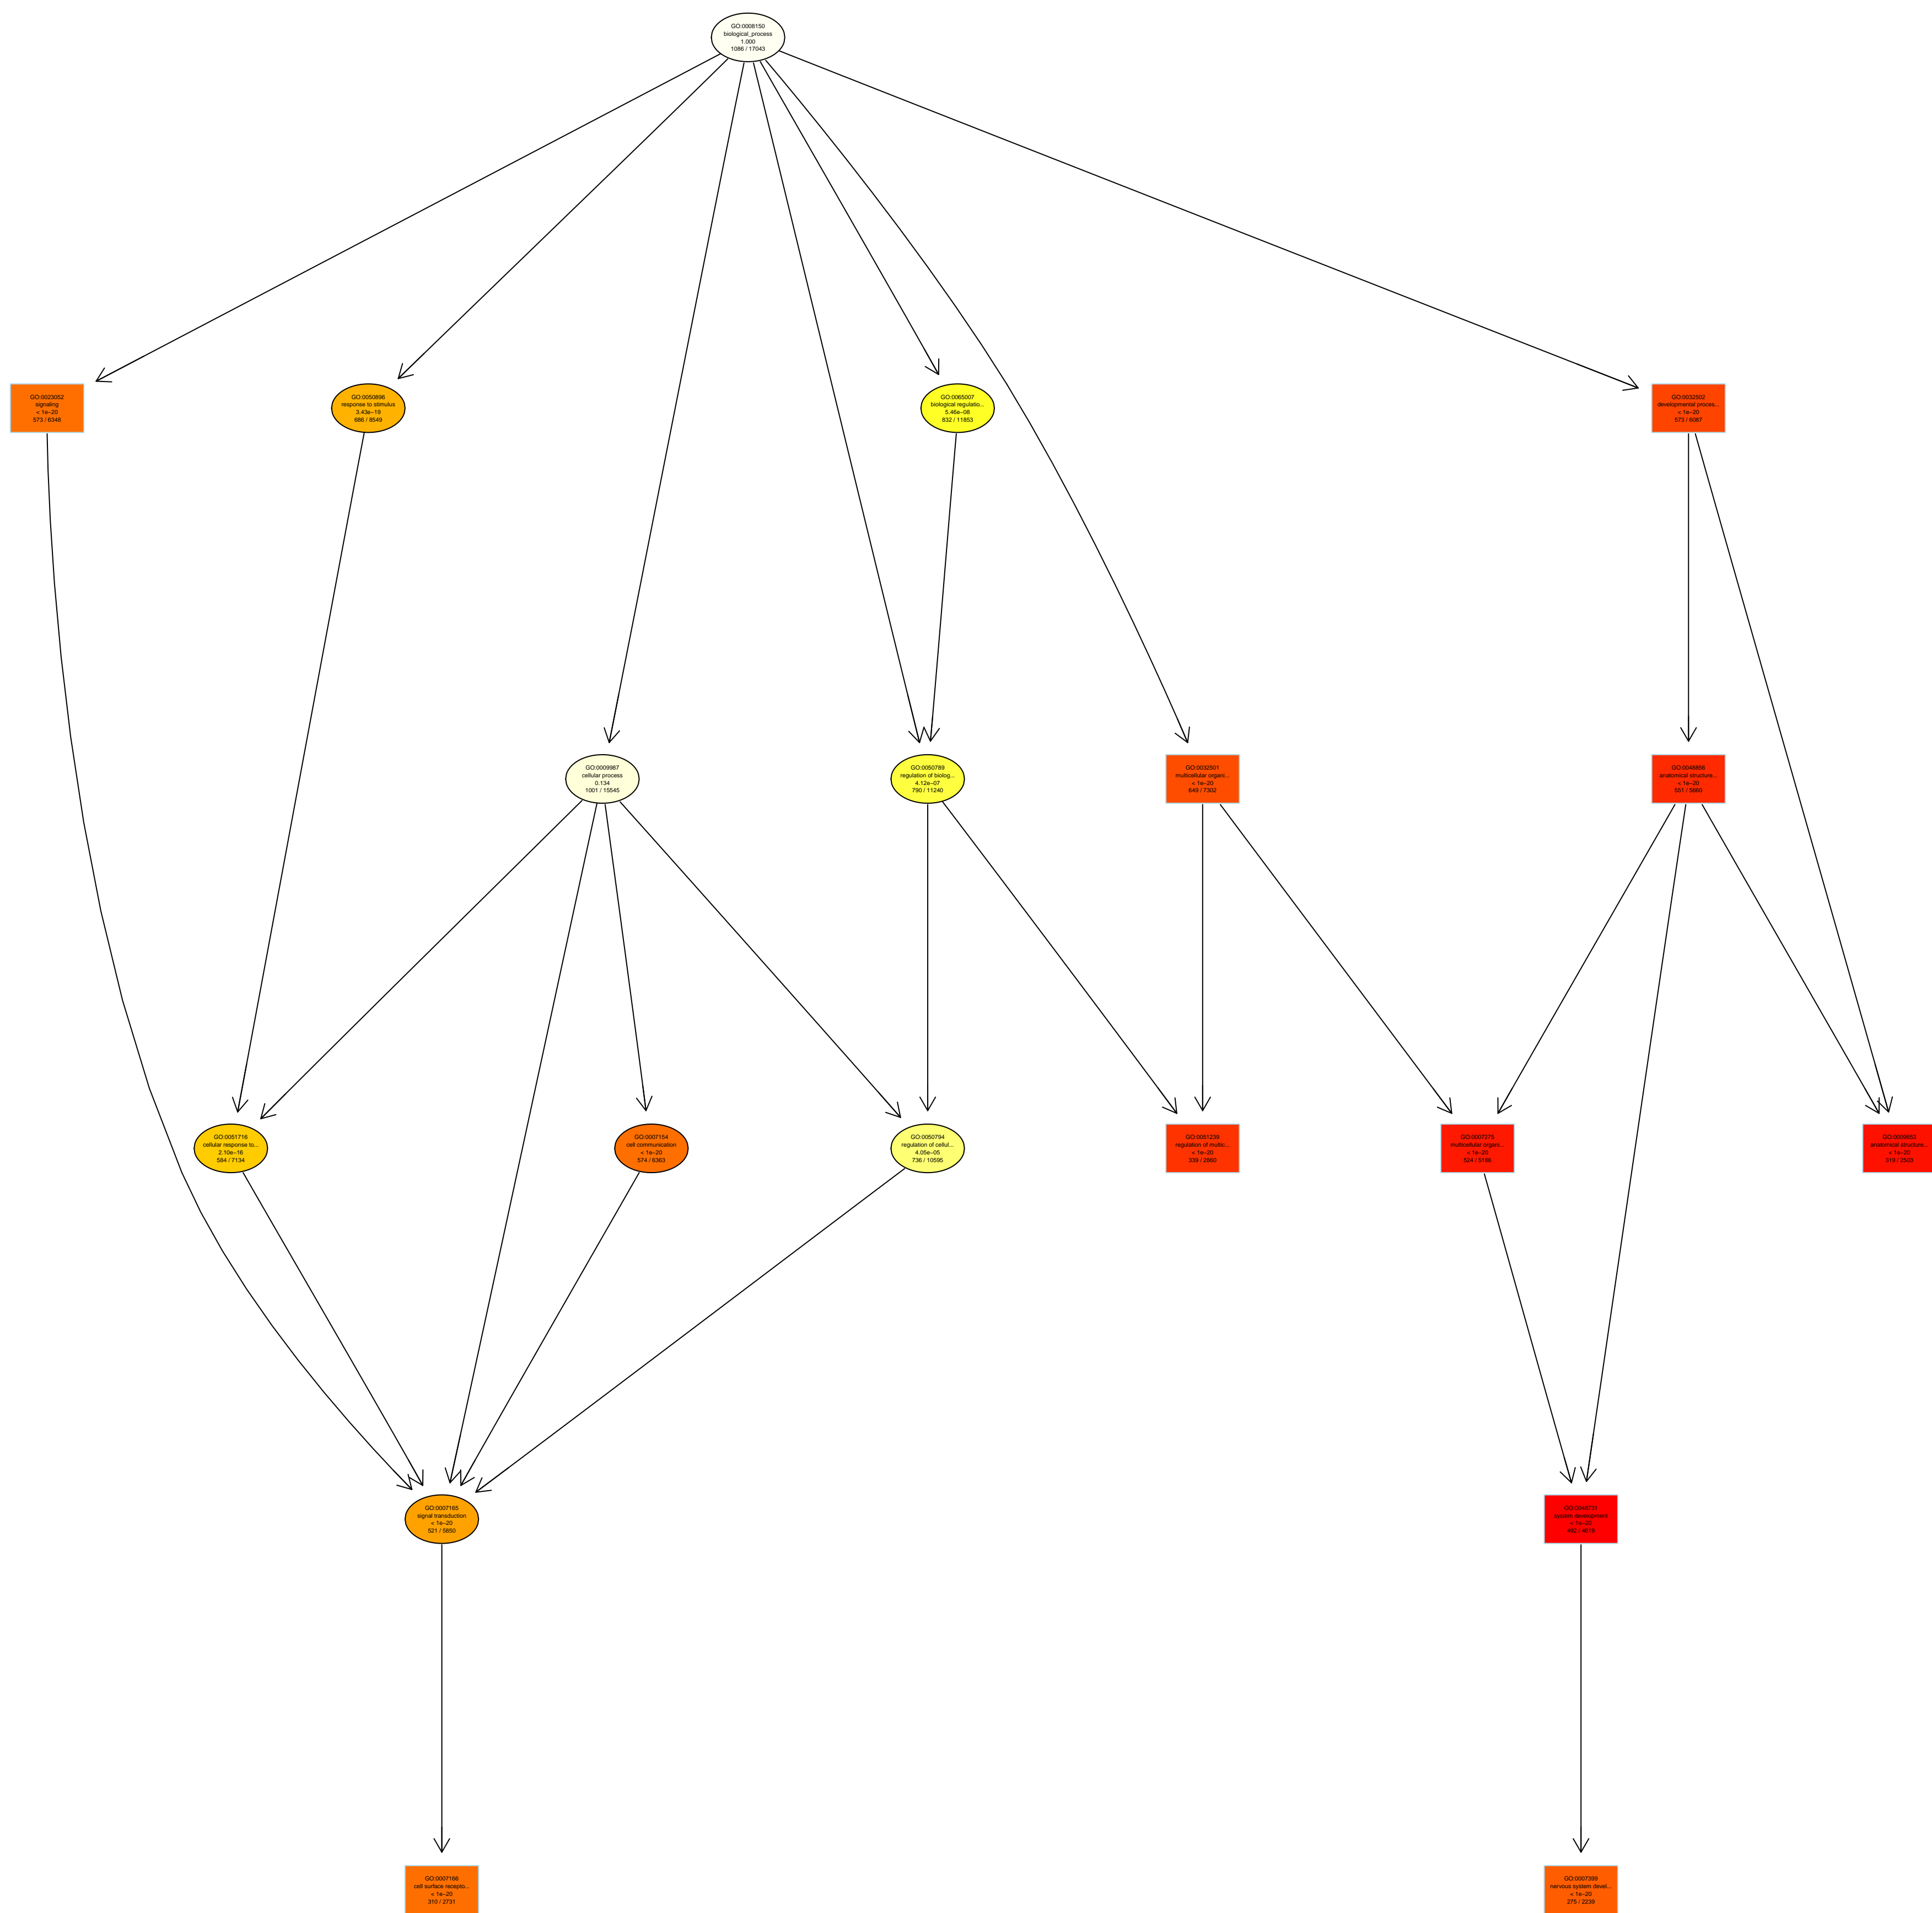 GO:0008150
biological_process
1.000
1086 / 17043
GO:0023052
signaling
< 1e−20
573 / 6348
GO:0050896
response to stimulus
3.43e−19
686 / 8549
GO:0065007
biological regulatio...
5.46e−08
832 / 11853
GO:0032502
developmental proces...
< 1e−20
573 / 6087
GO:0009987
cellular process
0.134
1001 / 15545
GO:0050789
regulation of biolog...
4.12e−07
790 / 11240
GO:0032501
multicellular organi...
< 1e−20
649 / 7302
GO:0048856
anatomical structure...
< 1e−20
GO:0051716
cellular response to...
2.10e−16
584 / 7134
GO:0007154
cell communication
< 1e−20
574 / 6363
GO:0050794
regulation of cellul...
4.05e−05
736 / 10595
GO:0051239
regulation of multic...
< 1e−20
339 / 2860
GO:0007275
multicellular organi...
< 1e−20
GO:0009653
anatomical structure...
< 1e−20
319 / 2503
GO:0007165
signal transduction
< 1e−20
521 / 5850
GO:0048731
system development
< 1e−20
GO:0007166
cell surface recepto...
< 1e−20
310 / 2731
GO:0007399
nervous system devel...
< 1e−20
275 / 2239